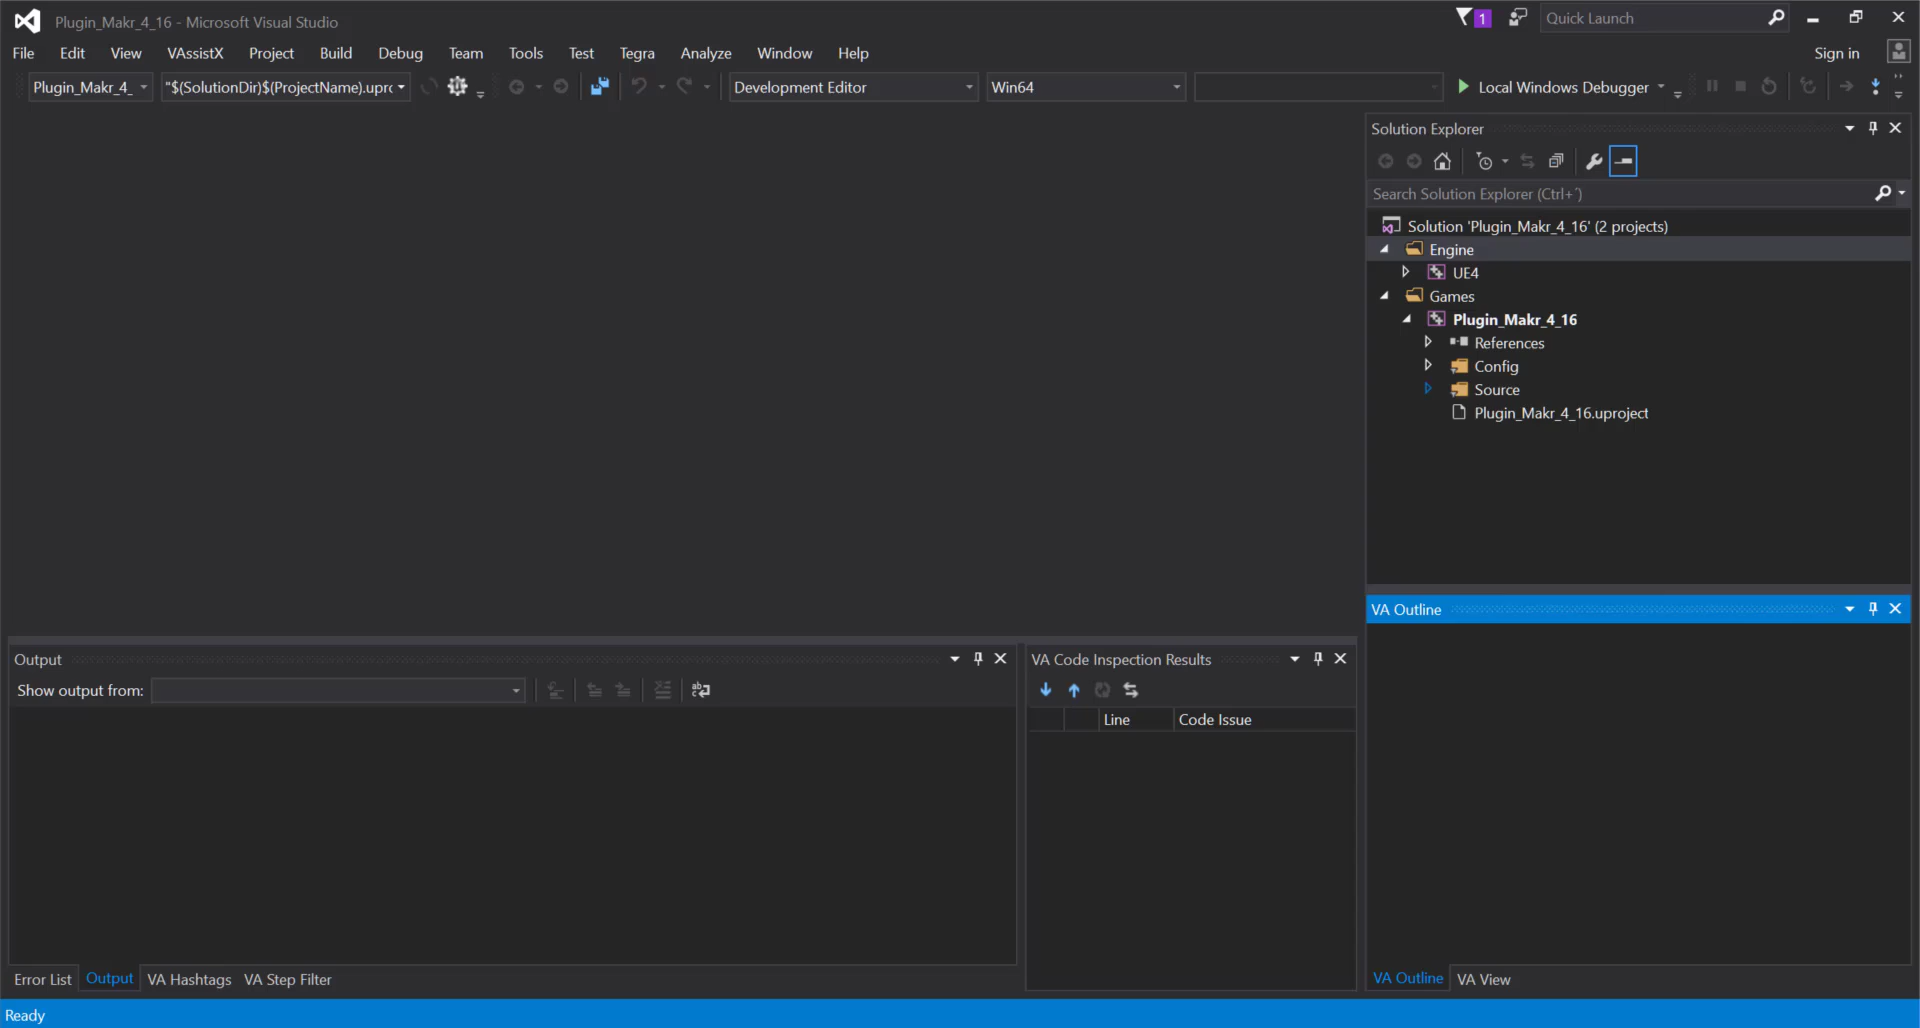 Plugin_Makr_4_16 - Microsoft Visual Studio
1
Quick Launch
File Edit View VAssistX Project Build Debug Team Tools Test Tegra Analyze Window Help
Sign in
Plugin_Makr_4_ "$(SolutionDir)$(ProjectName).upro Development Editor Win64 Local Windows Debugger
Solution Explorer
Search Solution Explorer (Ctrl+´)
Solution 'Plugin_Makr_4_16' (2 projects)
Engine
UE4
Games
Plugin_Makr_4_16
References
Config
Source
Plugin_Makr_4_16.uproject
VA Outline
Output
Show output from:
VA Code Inspection Results
Line Code Issue
Error List Output VA Hashtags VA Step Filter
VA Outline VA View
Ready